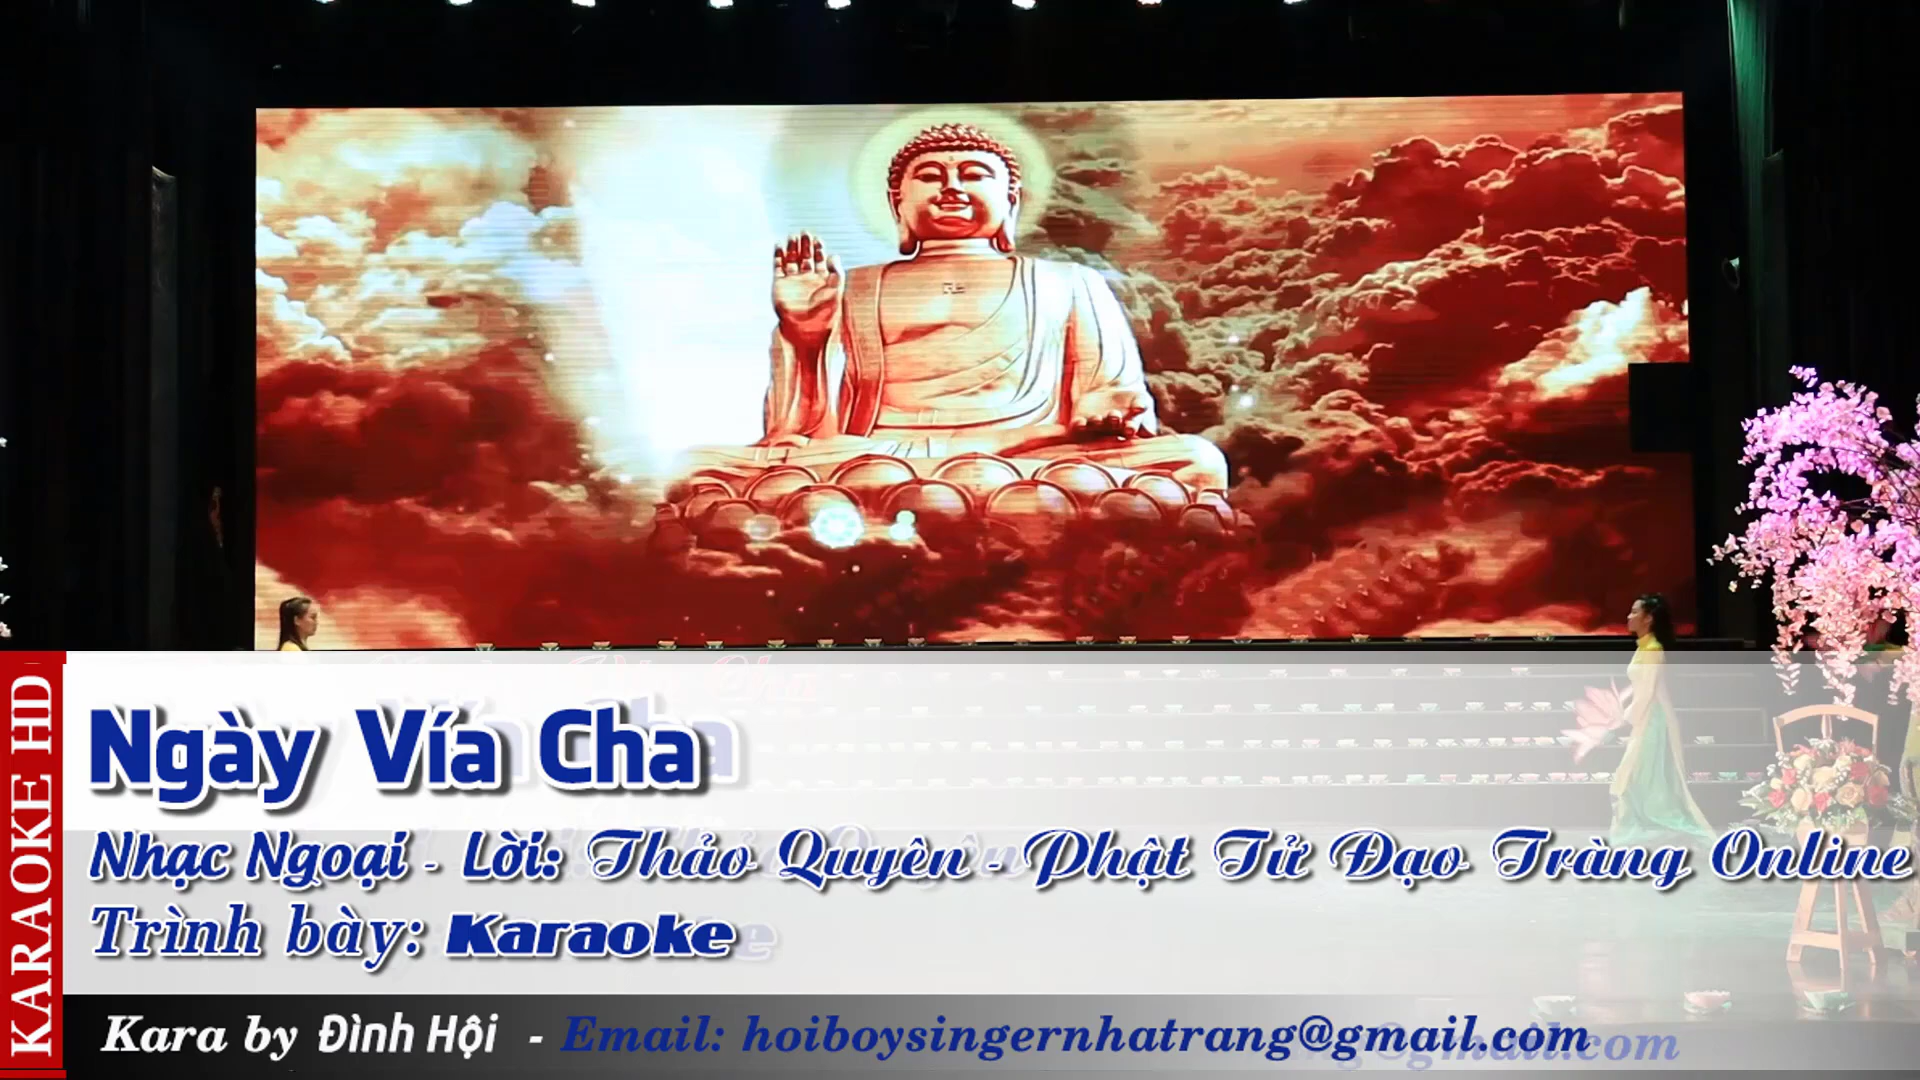 KARAOKE HD
Ngày Vía Cha
Nhạc Ngoại - Lời: Thảo Quyên - Phật Tử Đạo Tràng Online
Trình bày: Karaoke
Kara by Đình Hội - Email: hoiboysingernhatrang@gmail.com